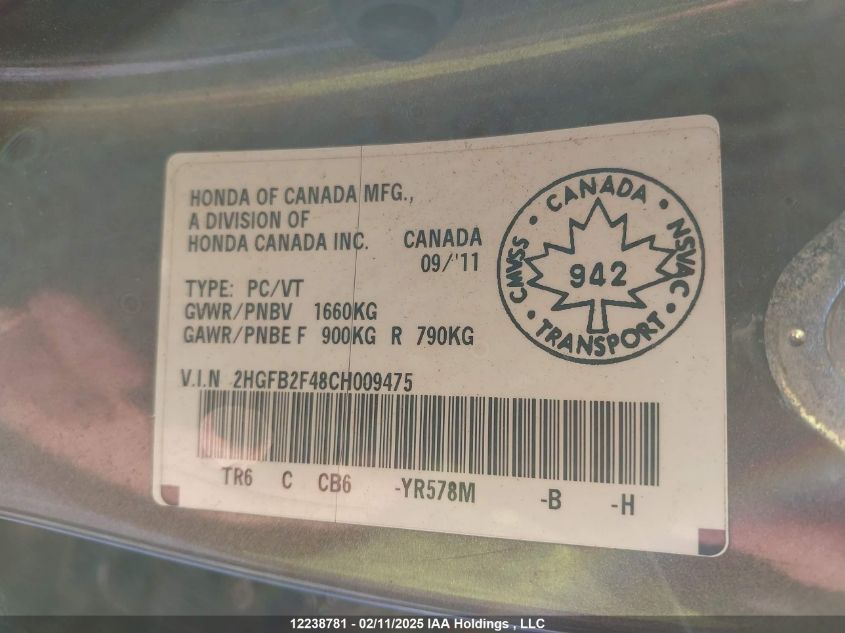 HONDA OF CANADA MFG.,
A DIVISION OF
HONDA CANADA INC.
CANADA
09/'11
TYPE: PC/VT
GVWR/PNBV 1660KG
GAWR/PNBE F 900KG R 790KG
CANADA • NSVAC • TRANSPORT • CMVSS •
942
V.I.N 2HGFB2F48CH009475
TR6 C CB6 -YR578M -B -H
12238781 - 02/11/2025 IAA Holdings , LLC